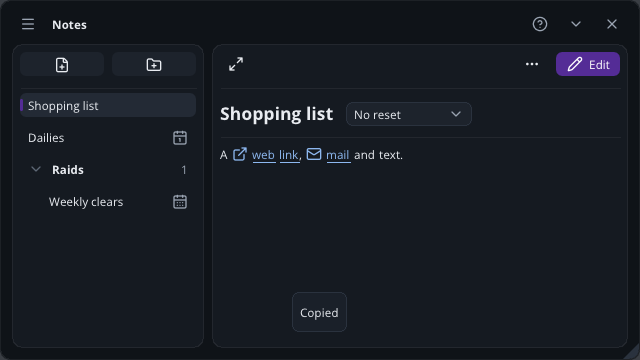 Notes
Edit
Shopping list
Dailies
Raids 1
Weekly clears
Shopping list No reset
A web link, mail and text.
Copied